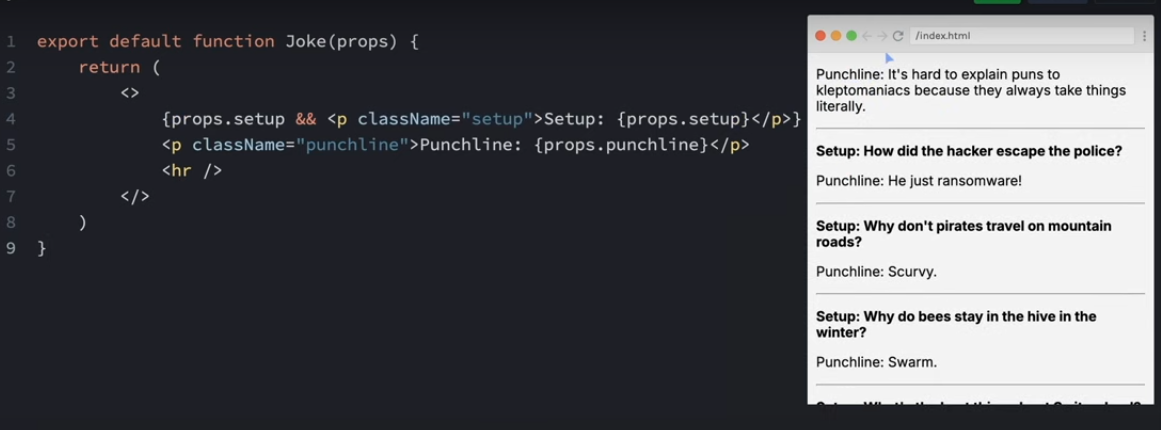 1 export default function Joke(props) {
2 return (
3 <>
4 {props.setup && <p className="setup">Setup: {props.setup}</p>}
5 <p className="punchline">Punchline: {props.punchline}</p>
6 <hr />
7 </>
8 )
9 }
/index.html
Punchline: It's hard to explain puns to
kleptomaniacs because they always take things
literally.
Setup: How did the hacker escape the police?
Punchline: He just ransomware!
Setup: Why don't pirates travel on mountain
roads?
Punchline: Scurvy.
Setup: Why do bees stay in the hive in the
winter?
Punchline: Swarm.